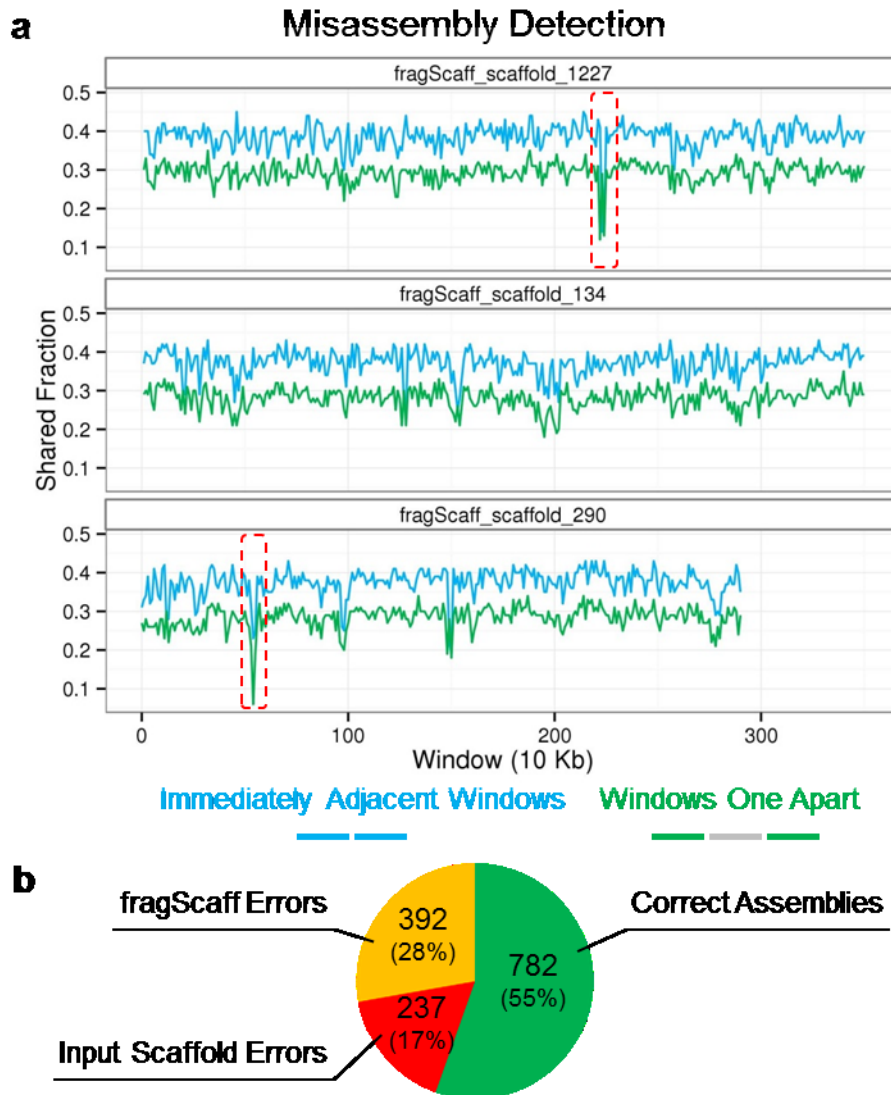 a
Misassembly Detection
fragScaff_scaffold_1227
0.5
0.4
0.3
0.2
0.1
fragScaff_scaffold_134
0.5
0.4
0.3
0.2
0.1
Shared Fraction
fragScaff_scaffold_290
0.5
0.4
0.3
0.2
0.1
0 100 200 300
Window (10 Kb)
Immediately Adjacent Windows Windows One Apart
b
fragScaff Errors
392
(28%)
Correct Assemblies
782
(55%)
237
(17%)
Input Scaffold Errors